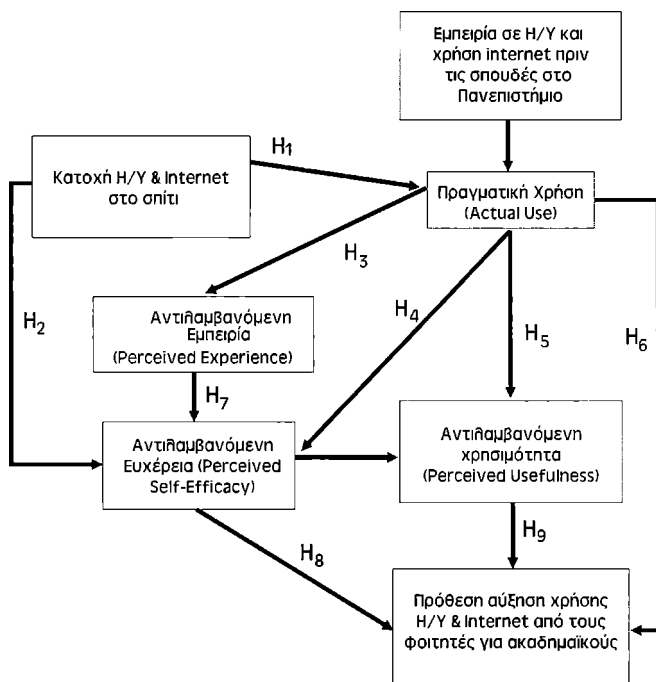 Εμπειρία σε Η/Υ και
χρήση internet πριν
τις σπουδές στο
Πανεπιστήμιο
H1
Κατοχή Η/Υ & Internet
στο σπίτι
Πραγματική Χρήση
(Actual Use)
H3
H2
H4
H5
H6
Αντιλαμβανόμενη
Εμπειρία
(Perceived Experience)
H7
Αντιλαμβανόμενη
Ευχέρεια (Perceived
Self-Efficacy)
Αντιλαμβανόμενη
χρησιμότητα
(Perceived Usefulness)
H8
H9
Πρόθεση αύξηση χρήσης
Η/Υ & Internet από τους
φοιτητές για ακαδημαϊκούς